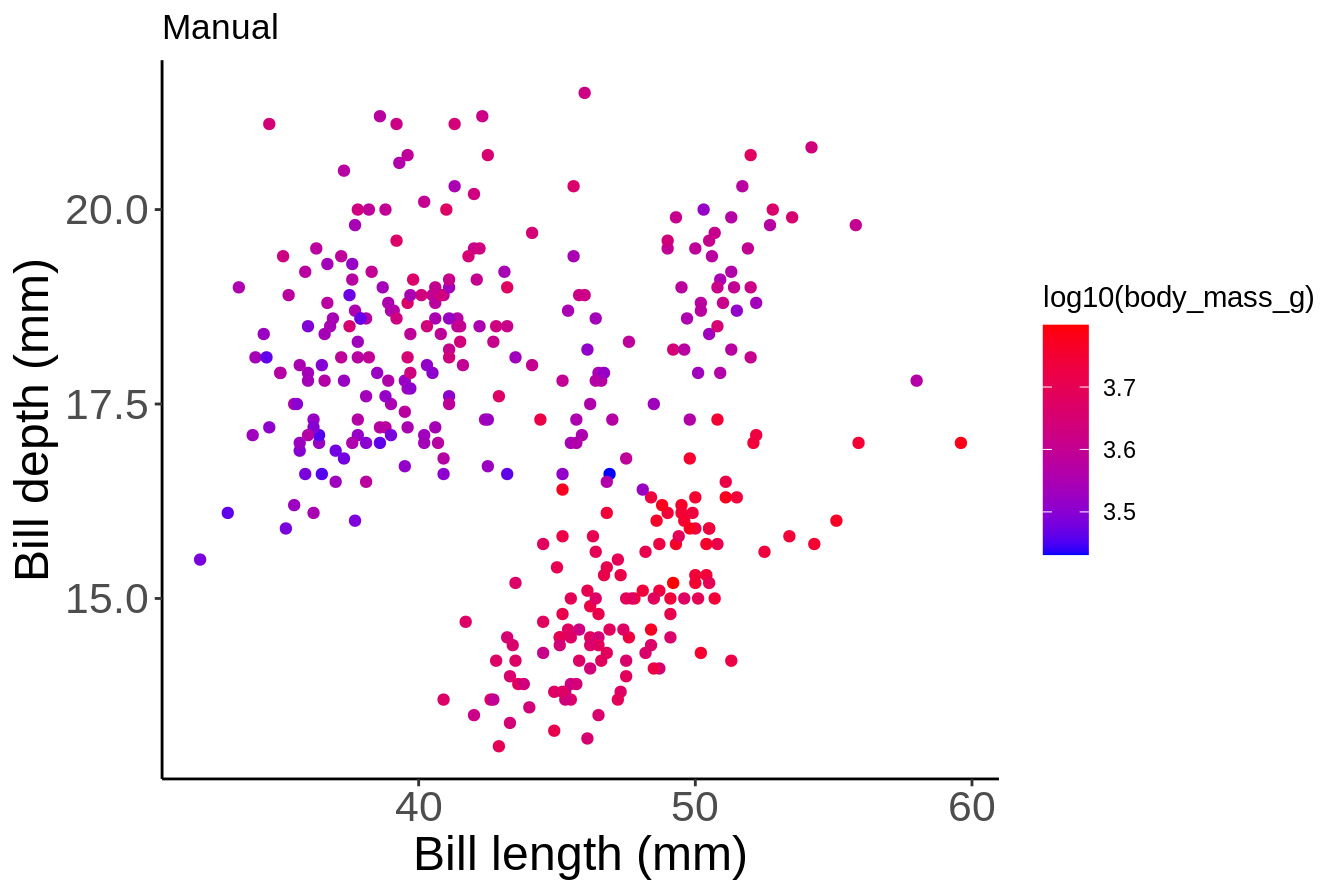 Manual
20.0
17.5
15.0
Bill depth (mm)
40
50
60
Bill length (mm)
log10(body_mass_g)
3.7
3.6
3.5